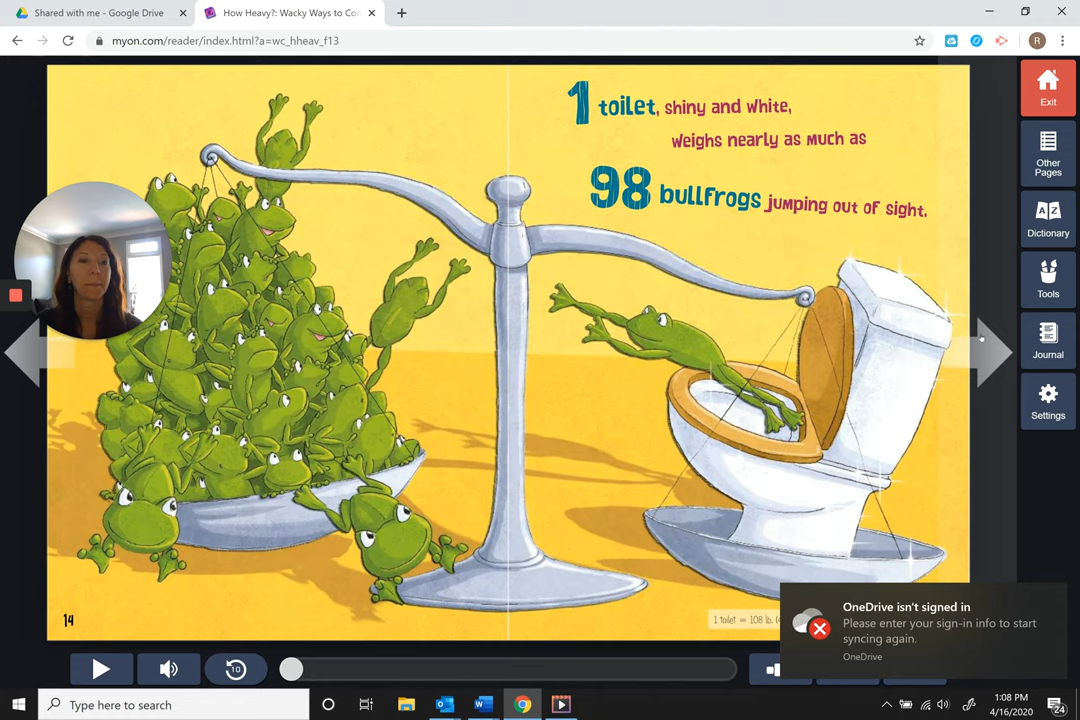 Shared with me - Google Drive
How Heavy?: Wacky Ways to Con
myon.com/reader/index.html?a=wc_hheav_f13
R
1 toilet, shiny and white,
weighs nearly as much as
98 bullfrogs jumping out of sight.
Exit
Other
Pages
A Z
Dictionary
Tools
Journal
Settings
14
1 toilet = 108 lb.
OneDrive isn't signed in
Please enter your sign-in info to start
syncing again.
OneDrive
10
Type here to search
1:08 PM
4/16/2020
24